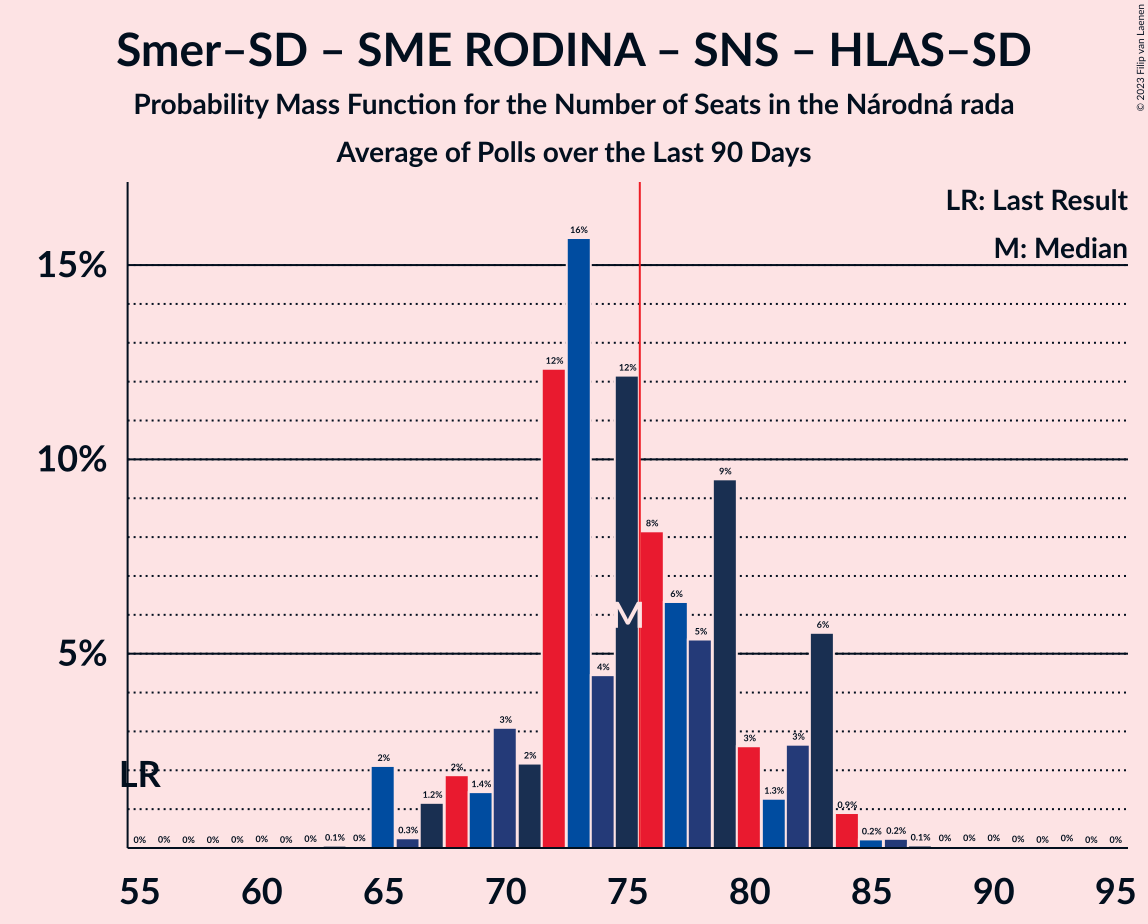 Smer–SD – SME RODINA – SNS – HLAS–SD
Probability Mass Function for the Number of Seats in the Národná rada
Average of Polls over the Last 90 Days
© 2023 Filip van Laenen
LR: Last Result
M: Median
15%
10%
5%
0% 0% 0% 0% 0% 0% 0% 0% 0.1% 0% 2% 0.3% 1.2% 2% 1.4% 3% 2% 12% 16% 4% 12% 8% 6% 5% 9% 3% 1.3% 3% 6% 0.9% 0.2% 0.2% 0.1% 0% 0% 0% 0% 0% 0% 0% 0%
M
LR
55 60 65 70 75 80 85 90 95